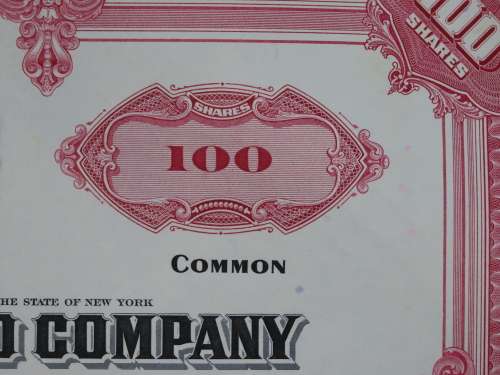 100
SHARES
SHARES
100
COMMON
THE STATE OF NEW YORK
COMPANY